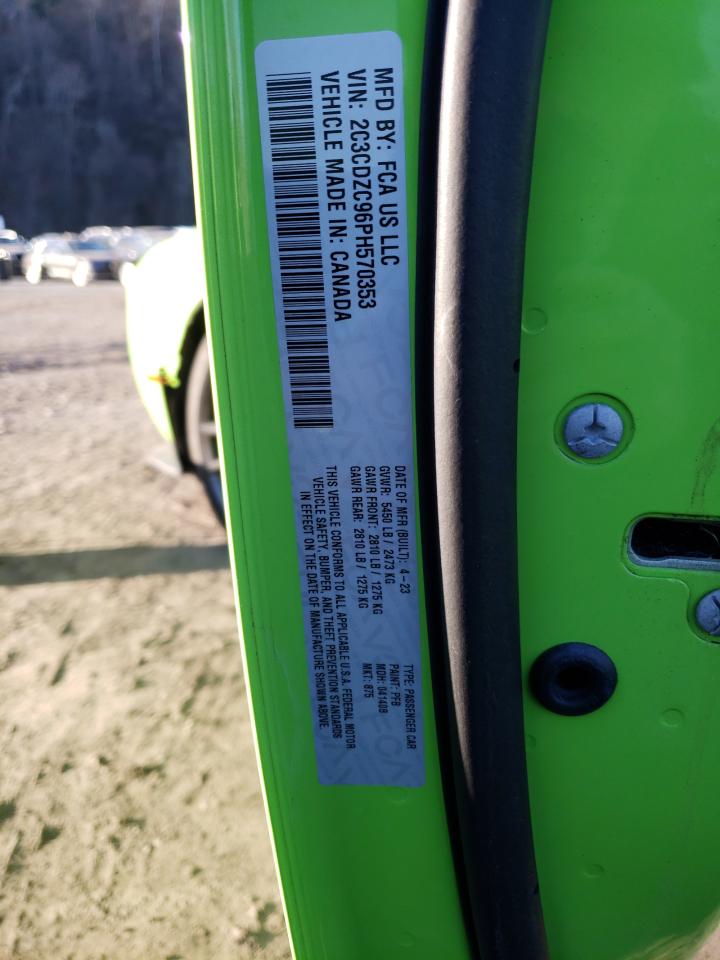 MFD BY: FCA US LLC
VIN: 2C3CDZC96PH570353
VEHICLE MADE IN: CANADA
DATE OF MFR (BUILT): 4-23
GVWR: 5450 LB / 2473 KG
GAWR FRONT: 2810 LB / 1275 KG
GAWR REAR: 2810 LB / 1275 KG
TYPE: PASSENGER CAR
PAINT: PFB
MDH: 041409
MKT: 875
THIS VEHICLE CONFORMS TO ALL APPLICABLE U.S.A. FEDERAL MOTOR
VEHICLE SAFETY, BUMPER, AND THEFT PREVENTION STANDARDS
IN EFFECT ON THE DATE OF MANUFACTURE SHOWN ABOVE.